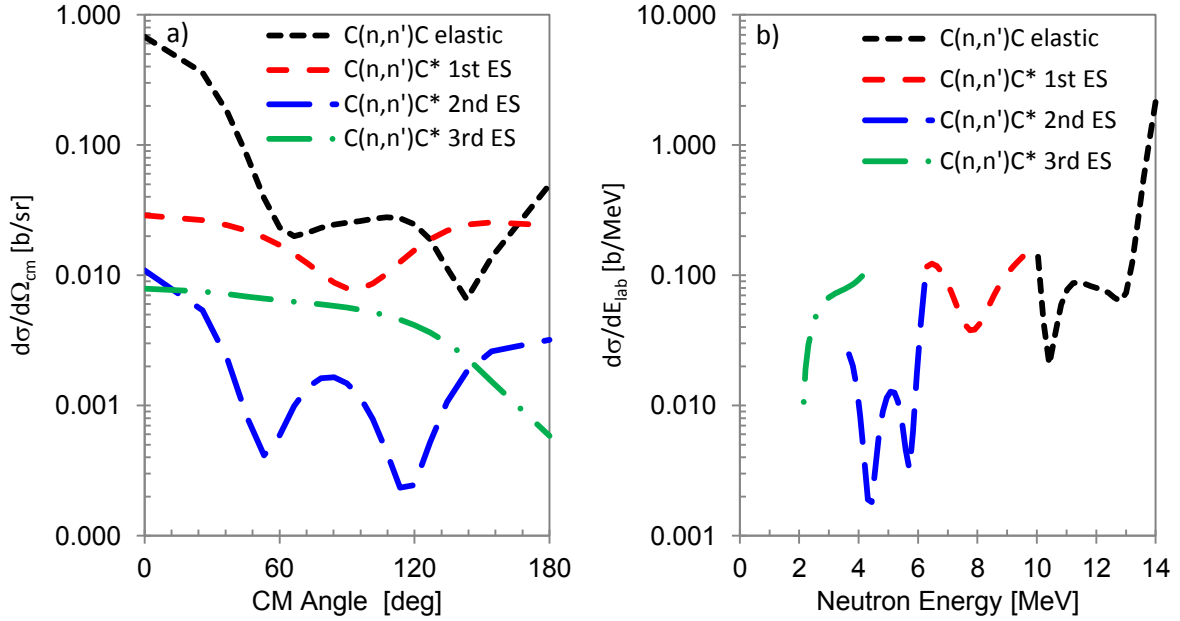 a)
C(n,n')C elastic
C(n,n')C* 1st ES
C(n,n')C* 2nd ES
C(n,n')C* 3rd ES
1.000
0.100
0.010
0.001
0.000
dσ/dΩcm [b/sr]
0 60 120 180
CM Angle [deg]
b)
C(n,n')C elastic
C(n,n')C* 1st ES
C(n,n')C* 2nd ES
C(n,n')C* 3rd ES
10.000
1.000
0.100
0.010
0.001
dσ/dElab [b/MeV]
0 2 4 6 8 10 12 14
Neutron Energy [MeV]